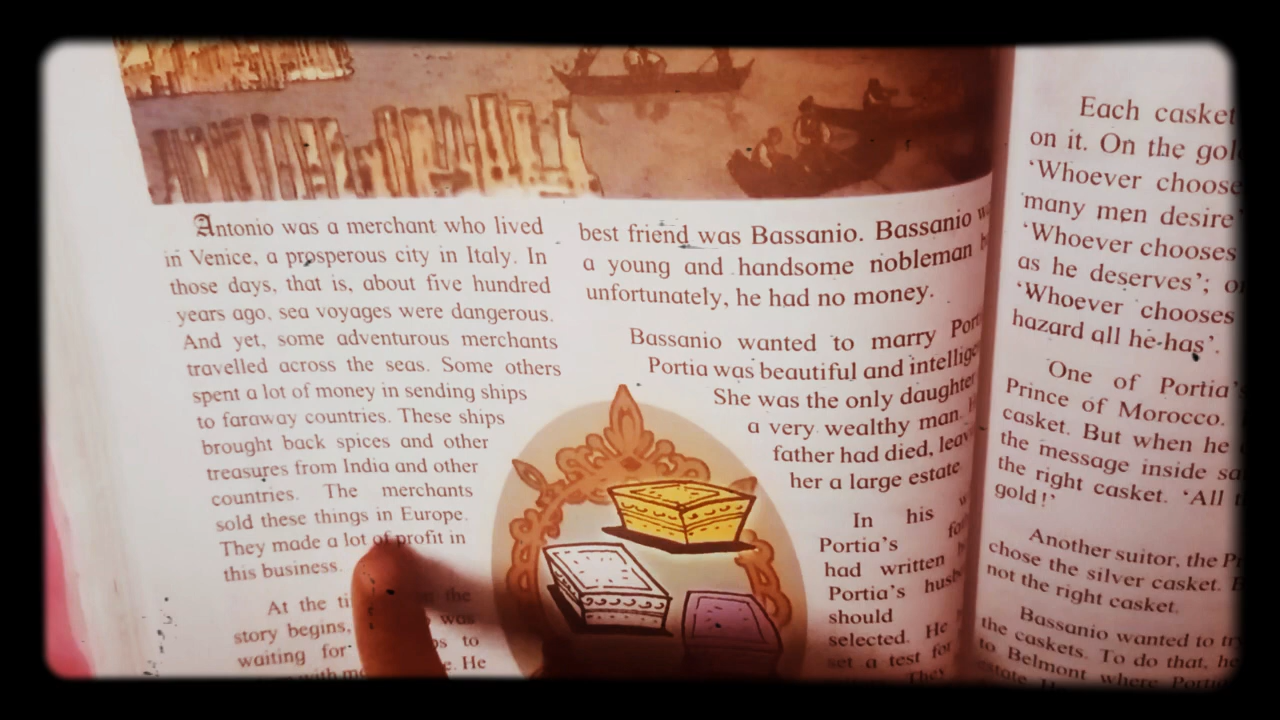 Antonio was a merchant who lived
in Venice, a prosperous city in Italy. In
those days, that is, about five hundred
years ago, sea voyages were dangerous.
And yet, some adventurous merchants
travelled across the seas. Some others
spent a lot of money in sending ships
to faraway countries. These ships
brought back spices and other
treasures from India and other
countries. The merchants
sold these things in Europe.
They made a lot of profit in
this business.
At the the
story begins, was
waiting for to
He
best friend was Bassanio. Bassanio
a young and handsome nobleman
unfortunately, he had no money.
Bassanio wanted to marry
Portia was beautiful and
She was the only daughter
a very wealthy man.
father had died,
her a large estate.
In his
Portia's
had written
Portia's
should
selected. He
set a test for
They
Each casket
on it. On the
'Whoever
many men desire'
'Whoever chooses
as he deserves';
'Whoever chooses
hazard all he-has'.
One of Portia's
Prince of Morocco.
casket. But when he
the message inside
the right casket. 'All
gold!'
Another suitor, the
chose the silver casket.
not the right casket.
Bassanio wanted to
the caskets. To do that, he
to Belmont where